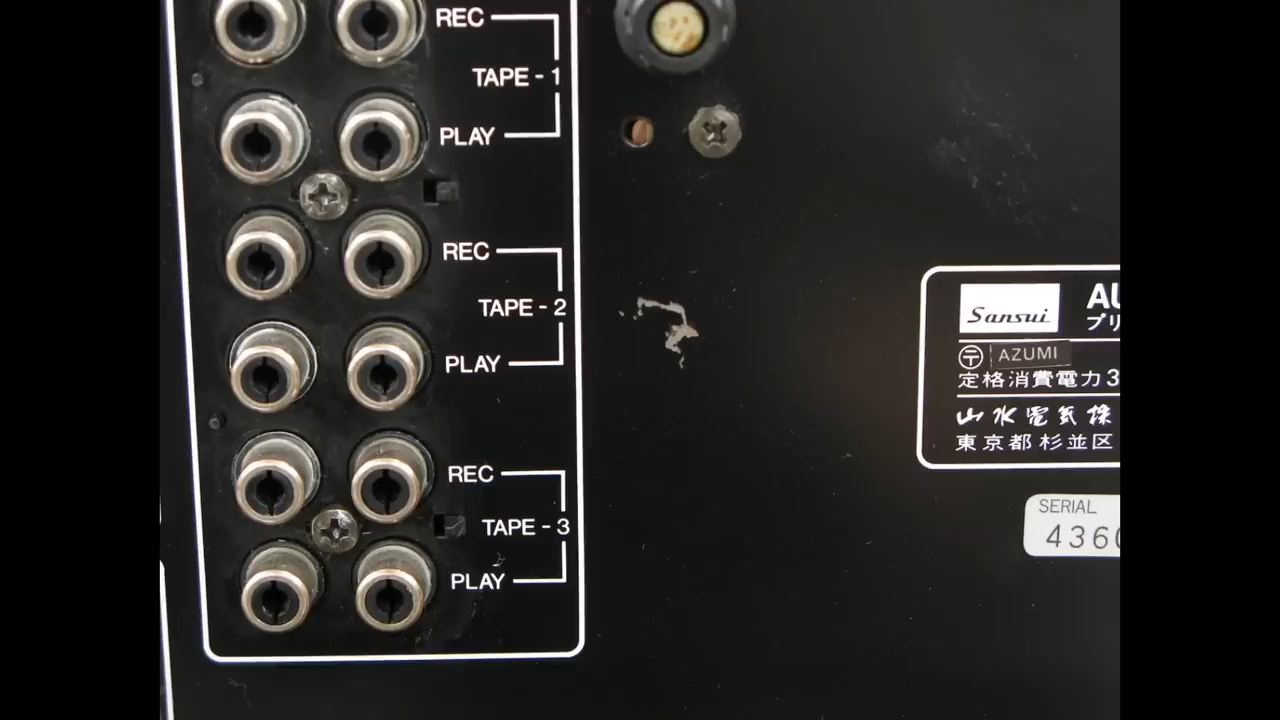 REC
TAPE - 1
PLAY
REC
TAPE - 2
PLAY
REC
TAPE - 3
PLAY
Sansui
AU
プリ
〒 AZUMI
定格消費電力3
山水電気株
東京都杉並区
SERIAL
4360